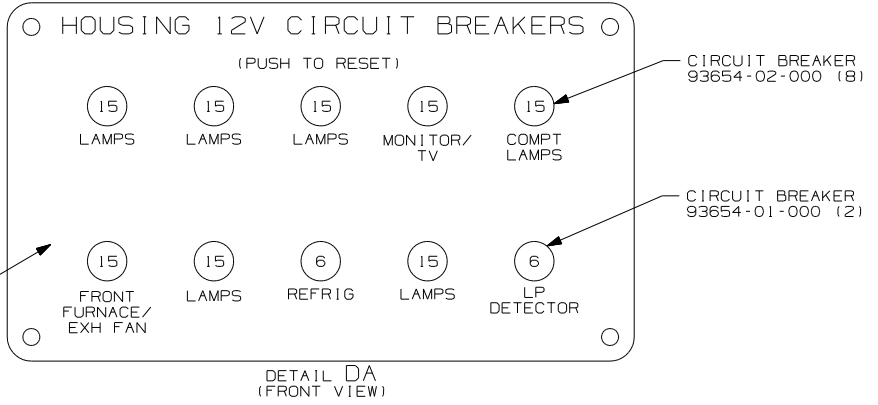 HOUSING 12V CIRCUIT BREAKERS
(PUSH TO RESET)
CIRCUIT BREAKER
93654-02-000 (8)
15
15
15
15
15
LAMPS
LAMPS
LAMPS
MONITOR/
TV
COMPT
LAMPS
CIRCUIT BREAKER
93654-01-000 (2)
15
15
6
15
6
FRONT
FURNACE/
EXH FAN
LAMPS
REFRIG
LAMPS
LP
DETECTOR
DETAIL DA
(FRONT VIEW)